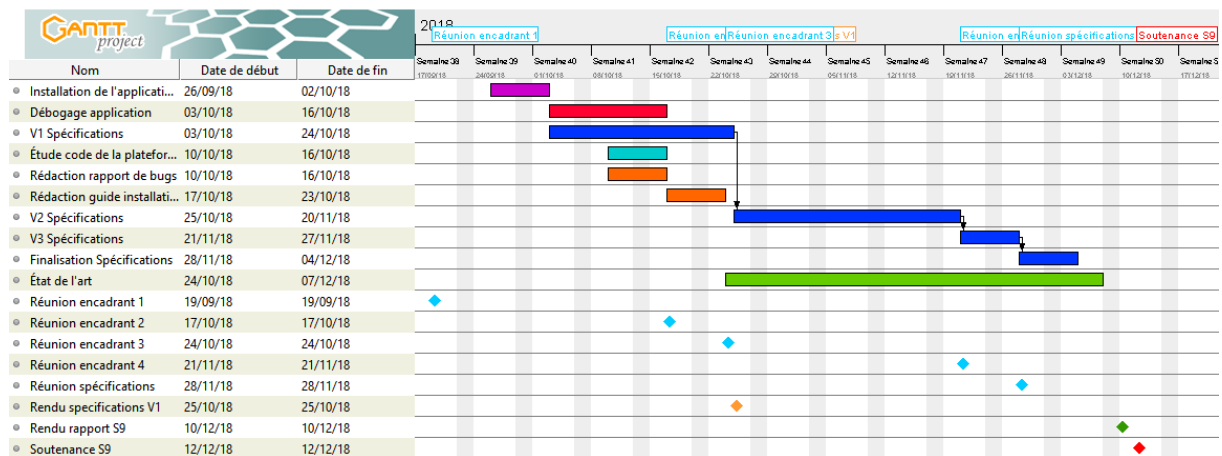 GANTT
project
2018
Réunion encadrant 1
Réunion en
Réunion encadrant 3
s V1
Réunion en
Réunion spécifications
Soutenance S9
Semaine 38
Semaine 39
Semaine 40
Semaine 41
Semaine 42
Semaine 43
Semaine 44
Semaine 45
Semaine 46
Semaine 47
Semaine 48
Semaine 49
Semaine 50
Semaine 5
17/09/18
24/09/18
01/10/18
08/10/18
15/10/18
22/10/18
29/10/18
05/11/18
12/11/18
19/11/18
26/11/18
03/12/18
10/12/18
17/12/18
Nom Date de début Date de fin
Installation de l'applicati... 26/09/18 02/10/18
Débogage application 03/10/18 16/10/18
V1 Spécifications 03/10/18 24/10/18
Étude code de la platefor... 10/10/18 16/10/18
Rédaction rapport de bugs 10/10/18 16/10/18
Rédaction guide installati... 17/10/18 23/10/18
V2 Spécifications 25/10/18 20/11/18
V3 Spécifications 21/11/18 27/11/18
Finalisation Spécifications 28/11/18 04/12/18
État de l'art 24/10/18 07/12/18
Réunion encadrant 1 19/09/18 19/09/18
Réunion encadrant 2 17/10/18 17/10/18
Réunion encadrant 3 24/10/18 24/10/18
Réunion encadrant 4 21/11/18 21/11/18
Réunion spécifications 28/11/18 28/11/18
Rendu specifications V1 25/10/18 25/10/18
Rendu rapport S9 10/12/18 10/12/18
Soutenance S9 12/12/18 12/12/18